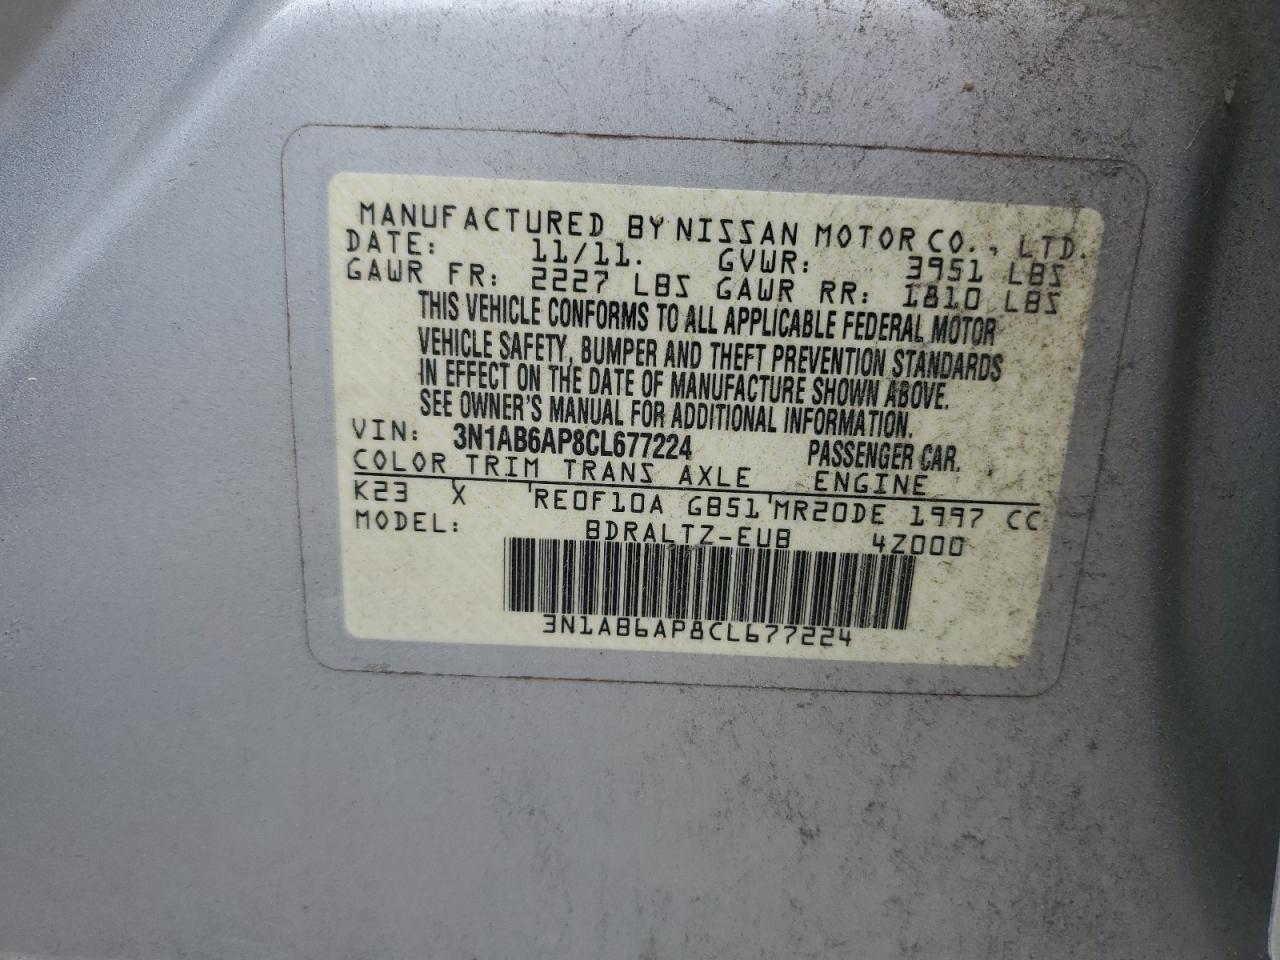 MANUFACTURED BY NISSAN MOTOR CO., LTD.
DATE: 11/11. GVWR: 3951 LBS
GAWR FR: 2227 LBS GAWR RR: 1810 LBS
THIS VEHICLE CONFORMS TO ALL APPLICABLE FEDERAL MOTOR
VEHICLE SAFETY, BUMPER AND THEFT PREVENTION STANDARDS
IN EFFECT ON THE DATE OF MANUFACTURE SHOWN ABOVE.
SEE OWNER'S MANUAL FOR ADDITIONAL INFORMATION.
VIN: 3N1AB6AP8CL677224 PASSENGER CAR.
COLOR TRIM TRANS AXLE ENGINE
K23 X RE0F10A GB51 MR20DE 1997 CC
MODEL: BDRALTZ-EUB 4Z000
3N1AB6AP8CL677224